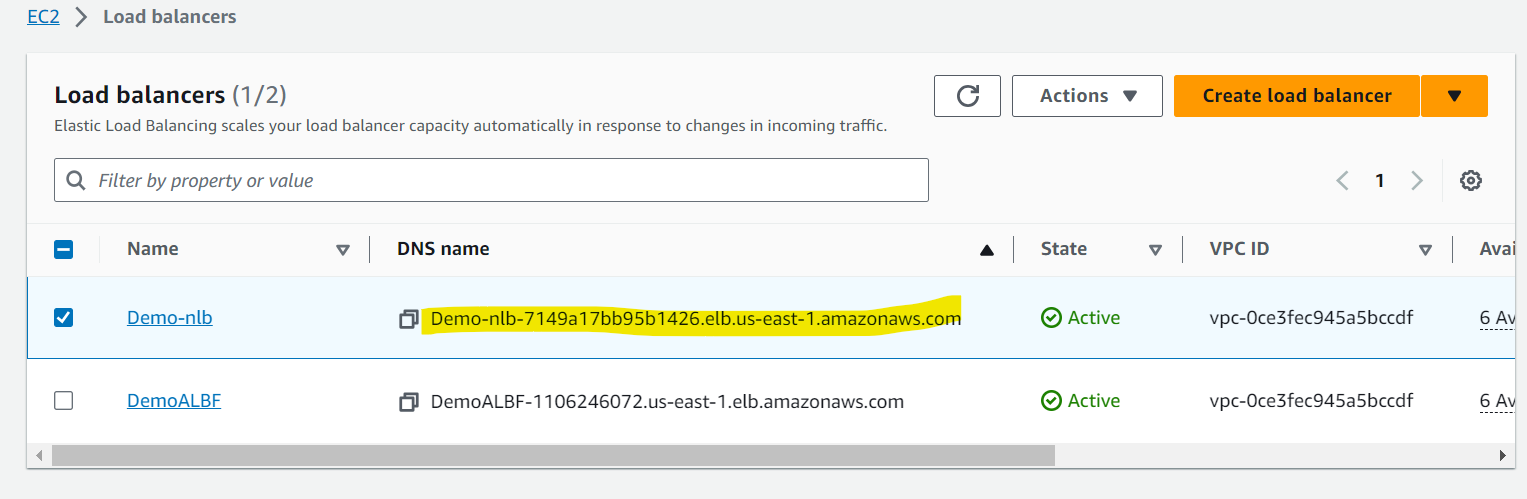 EC2 > Load balancers
Load balancers (1/2)
Actions
Create load balancer
Elastic Load Balancing scales your load balancer capacity automatically in response to changes in incoming traffic.
Filter by property or value
1
Name DNS name State VPC ID Avai
Demo-nlb Demo-nlb-7149a17bb95b1426.elb.us-east-1.amazonaws.com Active vpc-0ce3fec945a5bccdf 6 Av
DemoALBF DemoALBF-1106246072.us-east-1.elb.amazonaws.com Active vpc-0ce3fec945a5bccdf 6 Av